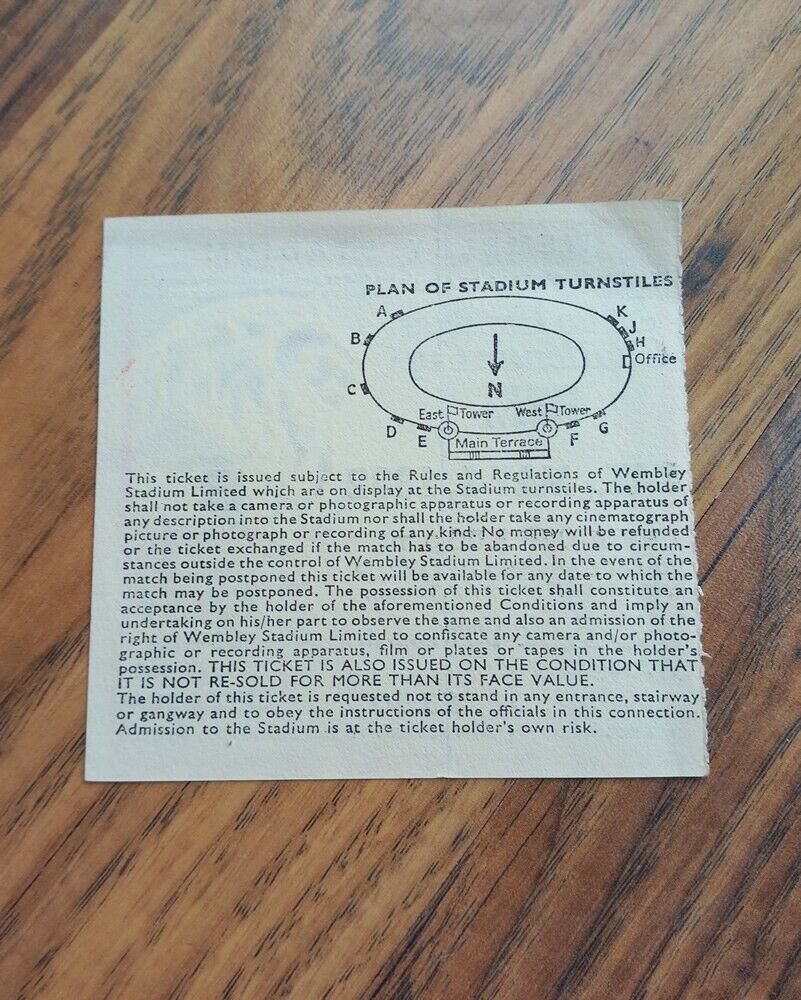 PLAN OF STADIUM TURNSTILES
A
K
J
B
H
Office
N
C
East Tower
West Tower
D
E
Main Terrace
F
G
This ticket is issued subject to the Rules and Regulations of Wembley
Stadium Limited which are on display at the Stadium turnstiles. The holder
shall not take a camera or photographic apparatus or recording apparatus of
any description into the Stadium nor shall the holder take any cinematograph
picture or photograph or recording of any kind. No money will be refunded
or the ticket exchanged if the match has to be abandoned due to circum-
stances outside the control of Wembley Stadium Limited. In the event of the
match being postponed this ticket will be available for any date to which the
match may be postponed. The possession of this ticket shall constitute an
acceptance by the holder of the aforementioned Conditions and imply an
undertaking on his/her part to observe the same and also an admission of the
right of Wembley Stadium Limited to confiscate any camera and/or photo-
graphic or recording apparatus, film or plates or tapes in the holder's
possession. THIS TICKET IS ALSO ISSUED ON THE CONDITION THAT
IT IS NOT RE-SOLD FOR MORE THAN ITS FACE VALUE.
The holder of this ticket is requested not to stand in any entrance, stairway
or gangway and to obey the instructions of the officials in this connection.
Admission to the Stadium is at the ticket holder's own risk.